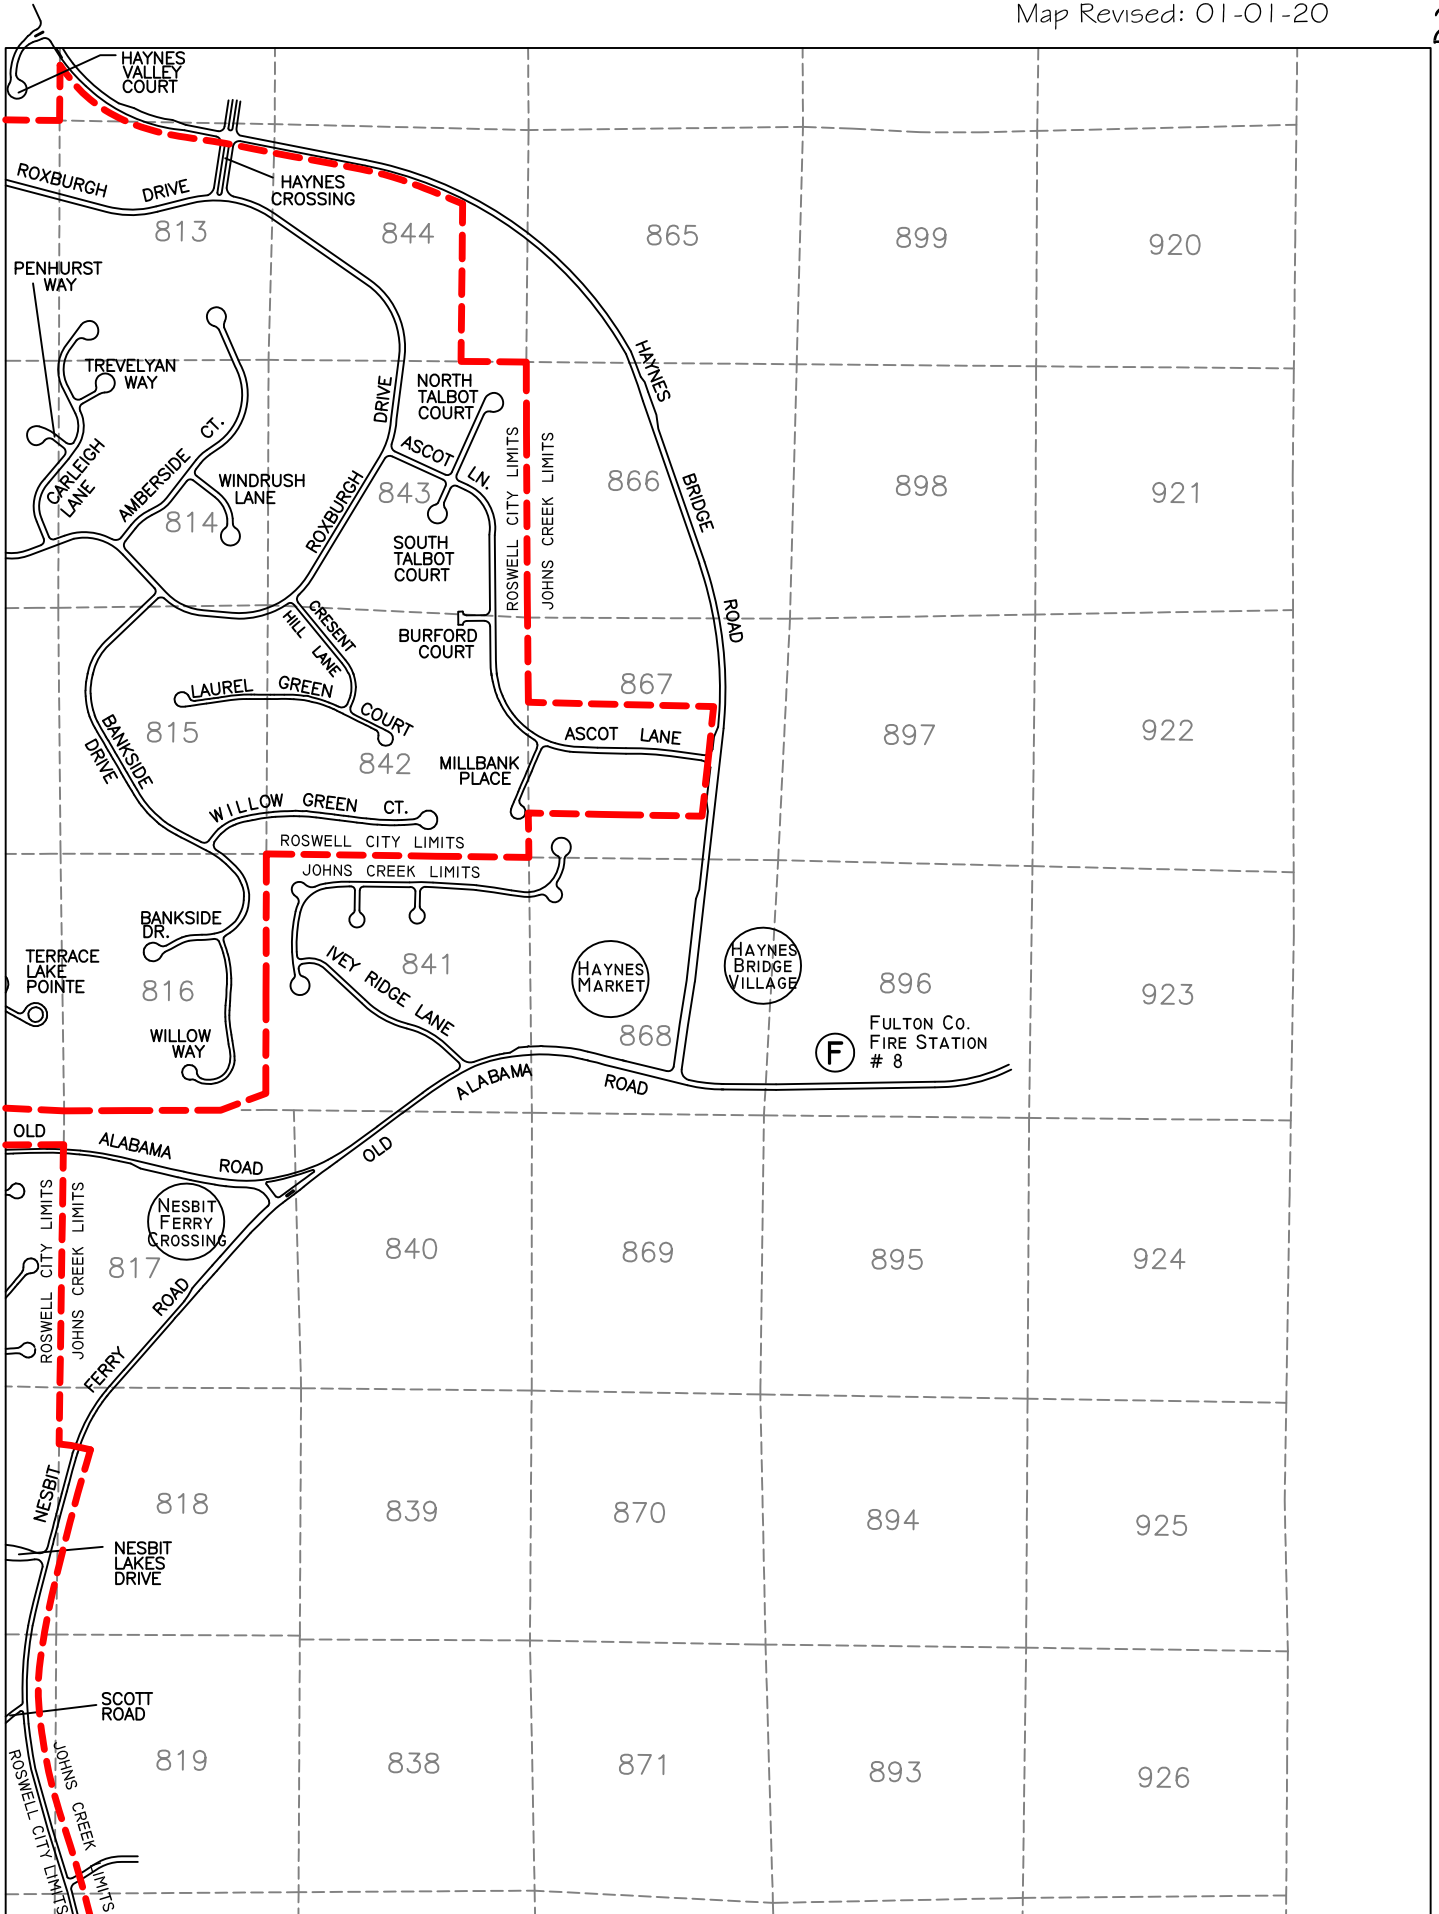 Map Revised: 01-01-20
HAYNES
VALLEY
COURT
ROXBURGH DRIVE
HAYNES
CROSSING
813
844
865
899
920
PENHURST
WAY
TREVELYAN
WAY
NORTH
TALBOT
COURT
DRIVE
HAYNES
BRIDGE
ROAD
CARLEIGH
LANE
AMBERSIDE CT.
WINDRUSH
LANE
ROXBURGH
ASCOT LN.
814
843
866
898
921
SOUTH
TALBOT
COURT
ROSWELL CITY LIMITS
JOHNS CREEK LIMITS
CRESENT
HILL LANE
BURFORD
COURT
LAUREL GREEN COURT
867
815
842
897
922
BANKSIDE
DRIVE
ASCOT LANE
MILLBANK
PLACE
WILLOW GREEN CT.
ROSWELL CITY LIMITS
JOHNS CREEK LIMITS
BANKSIDE
DR.
TERRACE
LAKE
POINTE
IVEY RIDGE LANE
841
816
HAYNES
MARKET
HAYNES
BRIDGE
VILLAGE
896
923
868
WILLOW
WAY
F
FULTON CO.
FIRE STATION
# 8
ALABAMA ROAD
OLD
OLD ALABAMA ROAD
NESBIT
FERRY
CROSSING
ROSWELL CITY LIMITS
JOHNS CREEK LIMITS
817
840
869
895
924
ROAD
FERRY
NESBIT
818
839
870
894
925
NESBIT
LAKES
DRIVE
SCOTT
ROAD
819
838
871
893
926
JOHNS CREEK LIMITS
ROSWELL CITY LIMITS